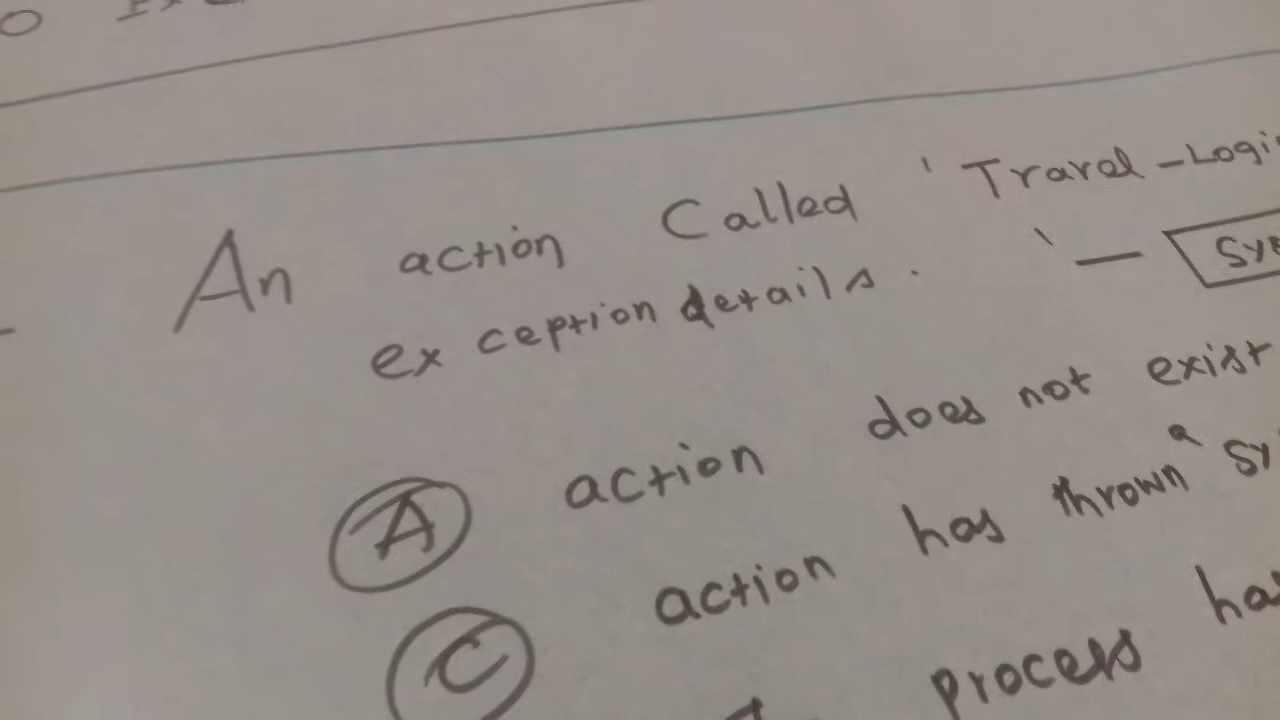 An action Called 'Travel-Logi
exception details. ' — SY
A action does not exist
C action has thrown a SY
process ha